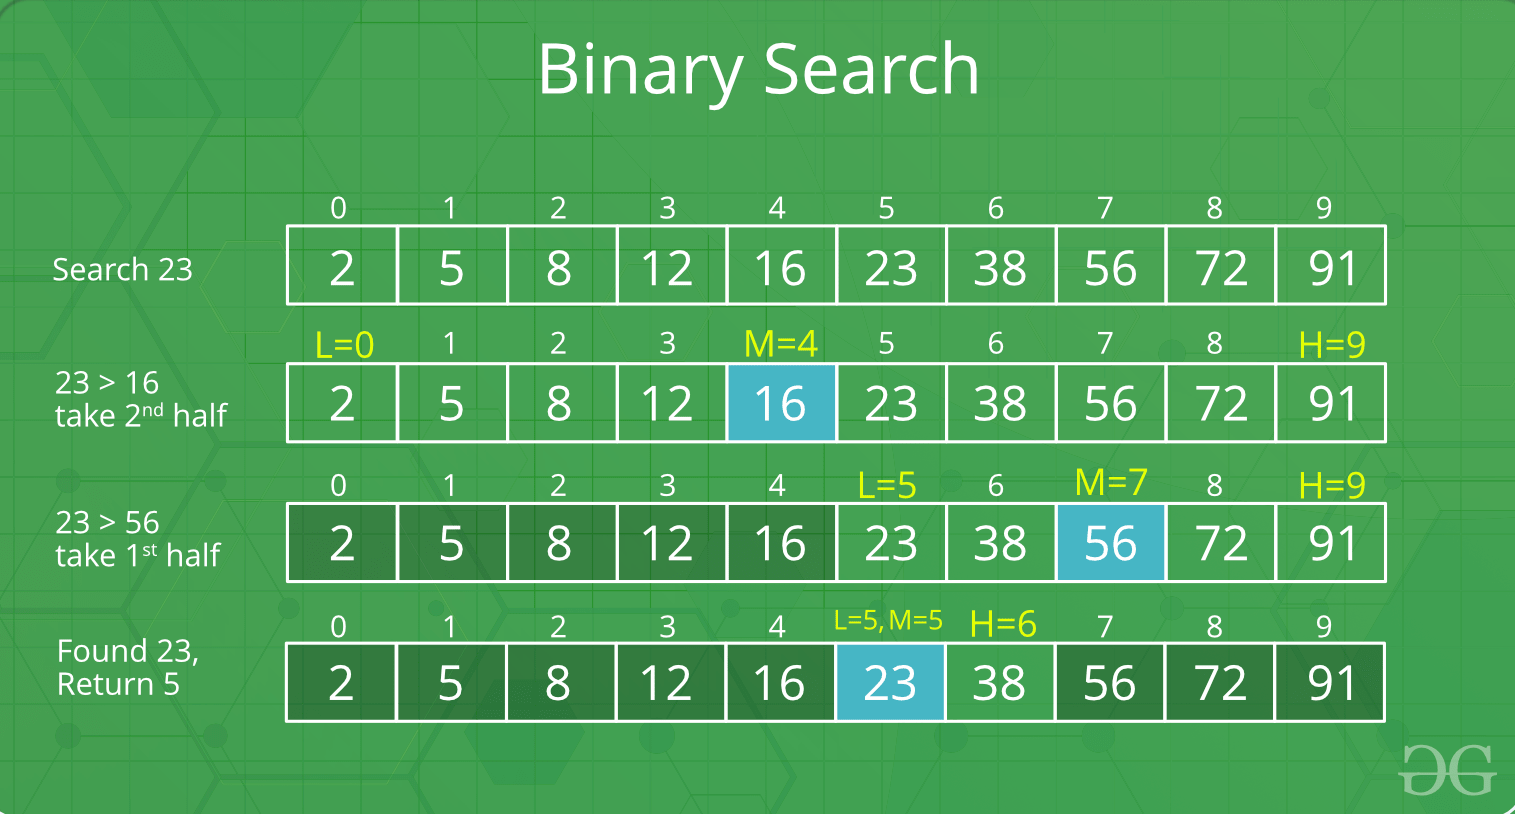 Binary Search
0 1 2 3 4 5 6 7 8 9
Search 23
2 5 8 12 16 23 38 56 72 91
L=0 1 2 3 M=4 5 6 7 8 H=9
23 > 16
take 2nd half
2 5 8 12 16 23 38 56 72 91
0 1 2 3 4 L=5 6 M=7 8 H=9
23 > 56
take 1st half
2 5 8 12 16 23 38 56 72 91
0 1 2 3 4 L=5, M=5 H=6 7 8 9
Found 23,
Return 5
2 5 8 12 16 23 38 56 72 91